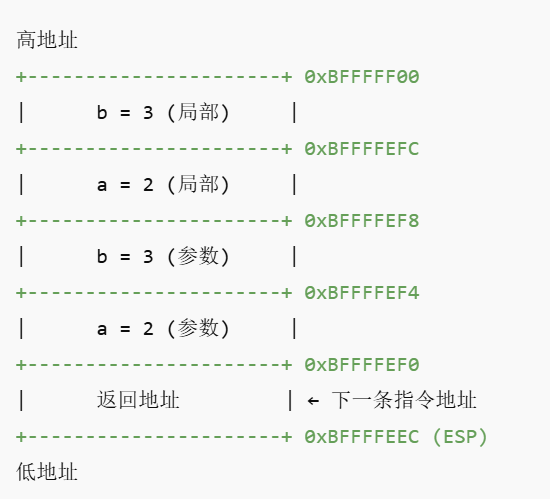 高地址
+----------------------+ 0xBFFFFF00
|      b = 3 (局部)     |
+----------------------+ 0xBFFFFEFC
|      a = 2 (局部)     |
+----------------------+ 0xBFFFFEF8
|      b = 3 (参数)     |
+----------------------+ 0xBFFFFEF4
|      a = 2 (参数)     |
+----------------------+ 0xBFFFFEF0
|      返回地址         | ← 下一条指令地址
+----------------------+ 0xBFFFFEEC (ESP)
低地址